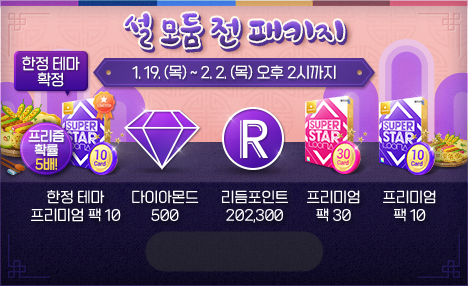 설 모둠 전 패키지
1. 19. (목) ~ 2. 2. (목) 오후 2시까지
한정 테마
확정
프리즘
확률
5배!
SUPER
STAR
10
Card
R
SUPER
STAR
LOONA
30
Card
SUPER
STAR
LOONA
10
Card
한정 테마
프리미엄 팩 10
다이아몬드
500
리듬포인트
202,300
프리미엄
팩 30
프리미엄
팩 10